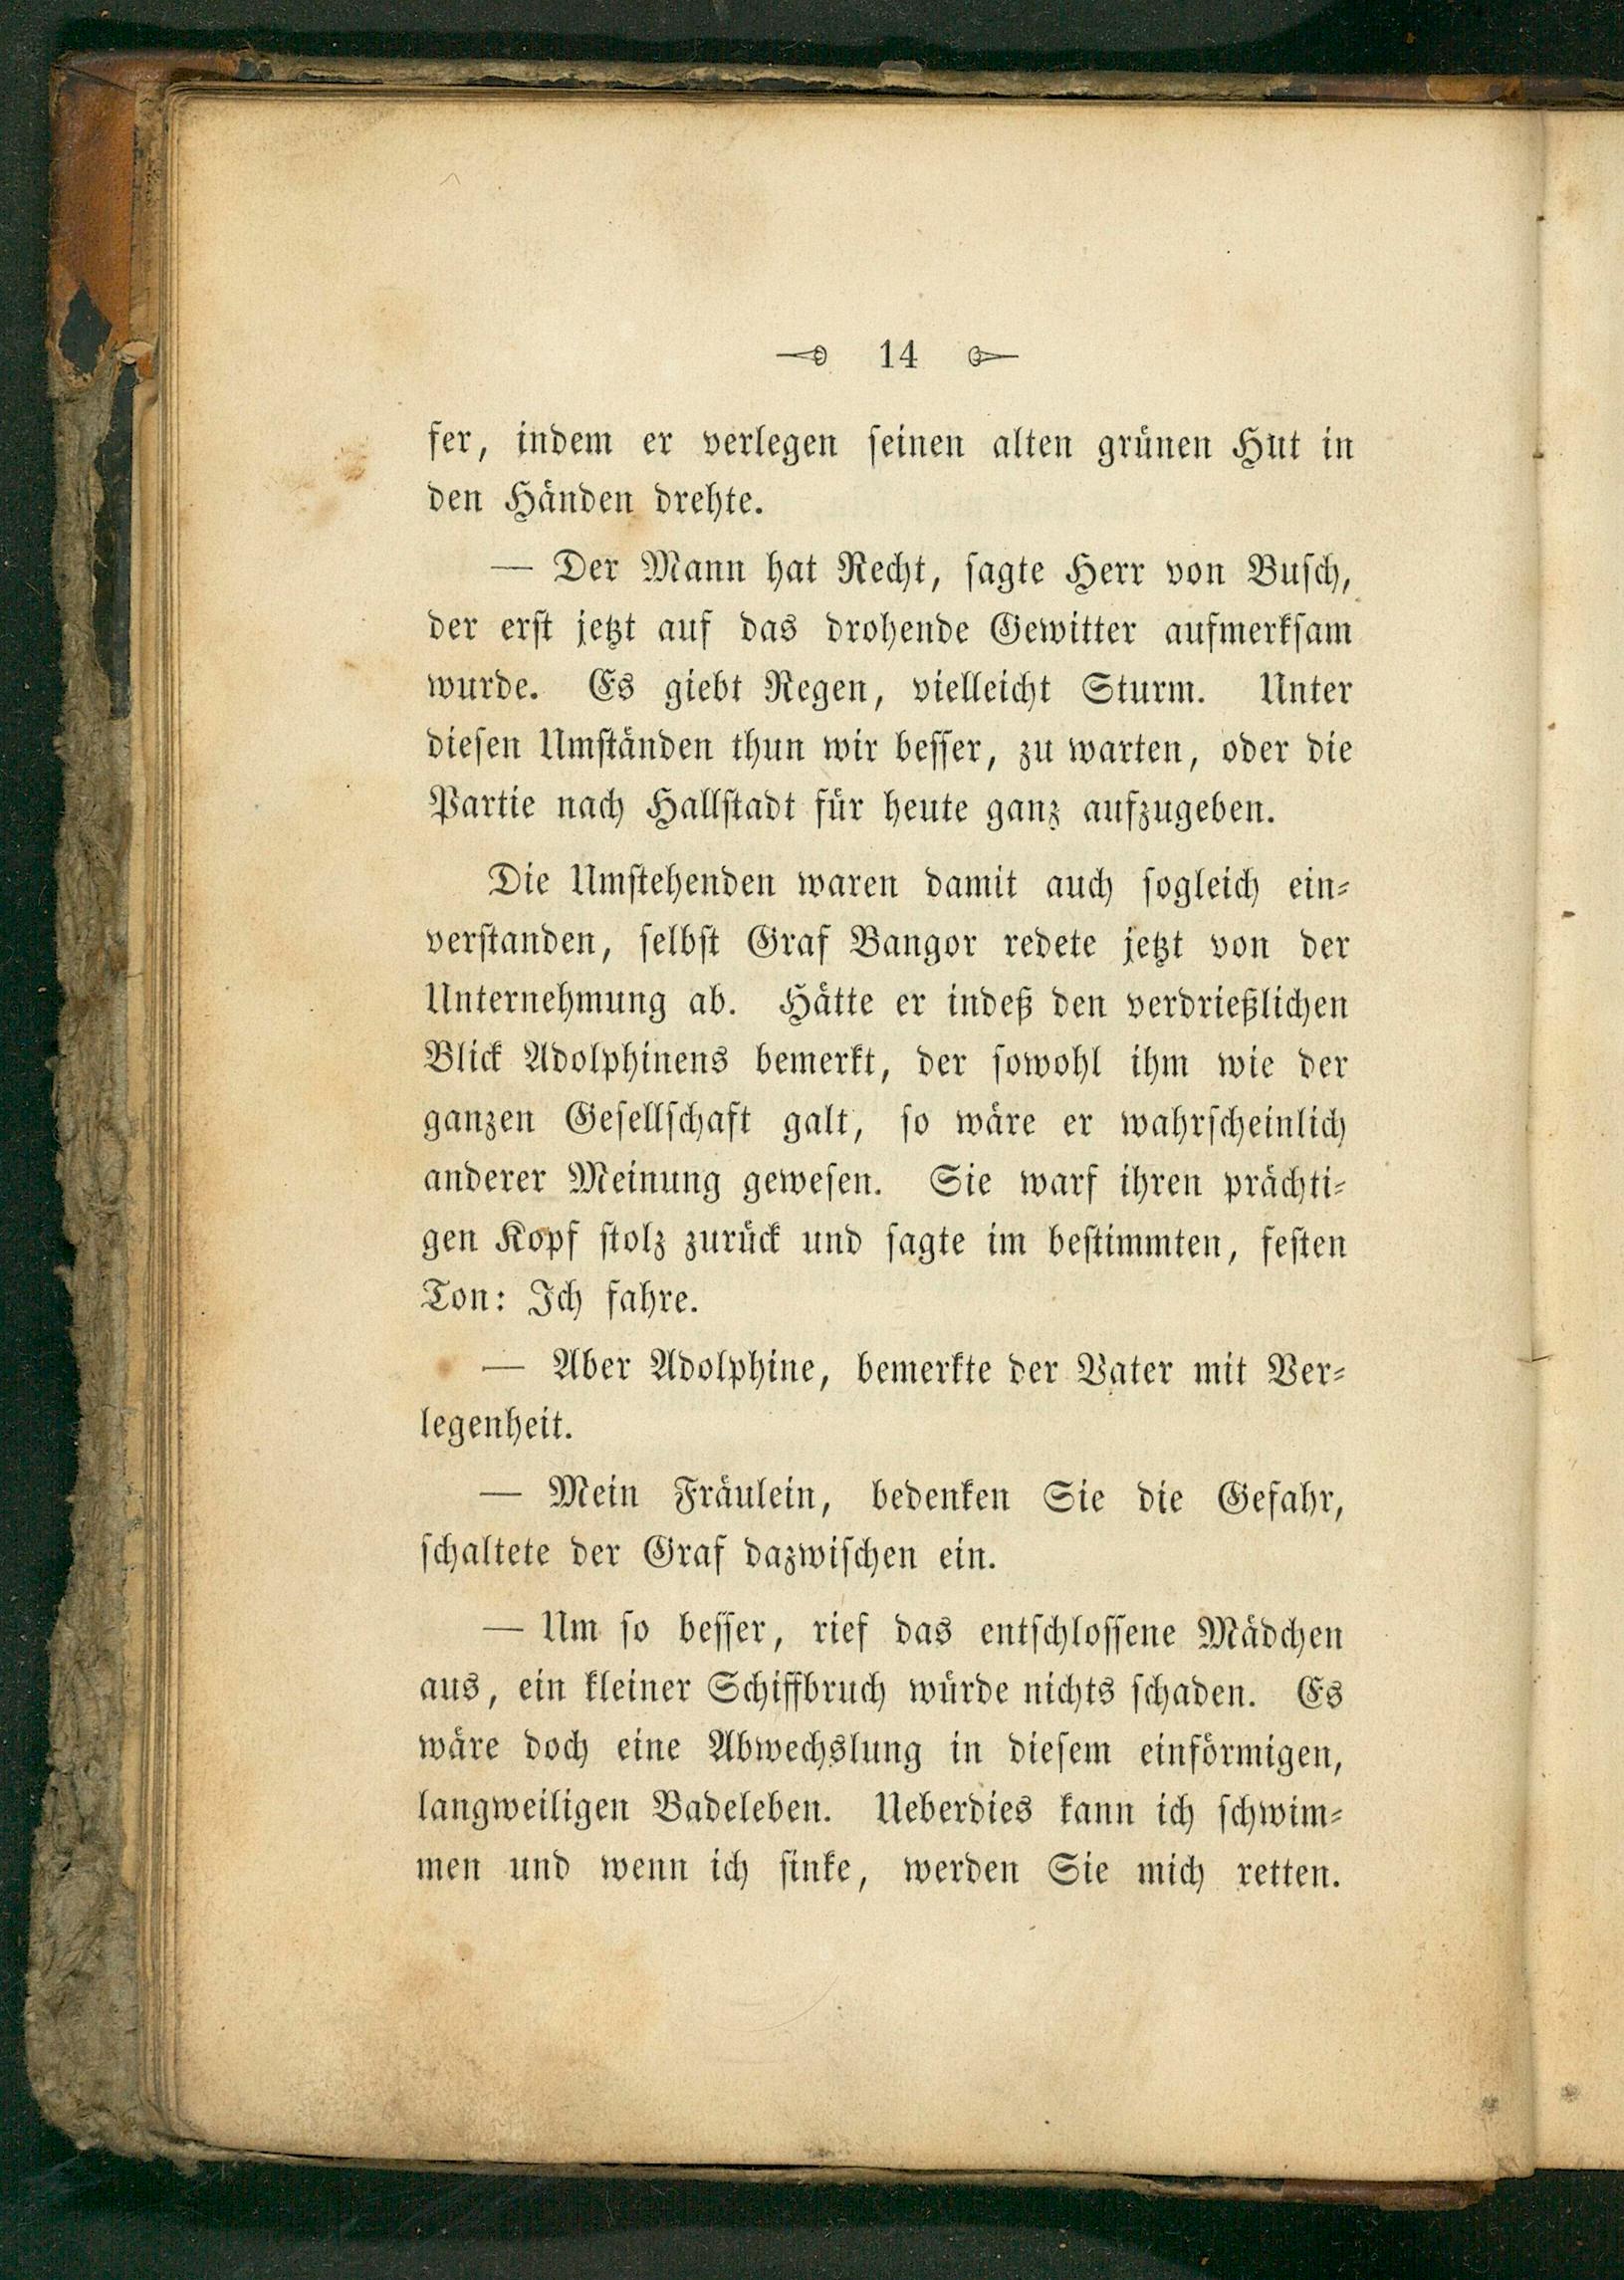 14
fer, indem er verlegen seinen alten grünen Hut in
den Händen drehte.
— Der Mann hat Recht, sagte Herr von Busch,
der erst jetzt auf das drohende Gewitter aufmerksam
wurde. Es giebt Regen, vielleicht Sturm. Unter
diesen Umständen thun wir besser, zu warten, oder die
Partie nach Hallstadt für heute ganz aufzugeben.
Die Umstehenden waren damit auch sogleich ein-
verstanden, selbst Graf Bangor redete jetzt von der
Unternehmung ab. Hätte er indeß den verdrießlichen
Blick Adolphinens bemerkt, der sowohl ihm wie der
ganzen Gesellschaft galt, so wäre er wahrscheinlich
anderer Meinung gewesen. Sie warf ihren prächti-
gen Kopf stolz zurück und sagte im bestimmten, festen
Ton: Ich fahre.
— Aber Adolphine, bemerkte der Vater mit Ver-
legenheit.
— Mein Fräulein, bedenken Sie die Gefahr,
schaltete der Graf dazwischen ein.
— Um so besser, rief das entschlossene Mädchen
aus, ein kleiner Schiffbruch würde nichts schaden. Es
wäre doch eine Abwechslung in diesem einförmigen,
langweiligen Badeleben. Ueberdies kann ich schwim-
men und wenn ich sinke, werden Sie mich retten.